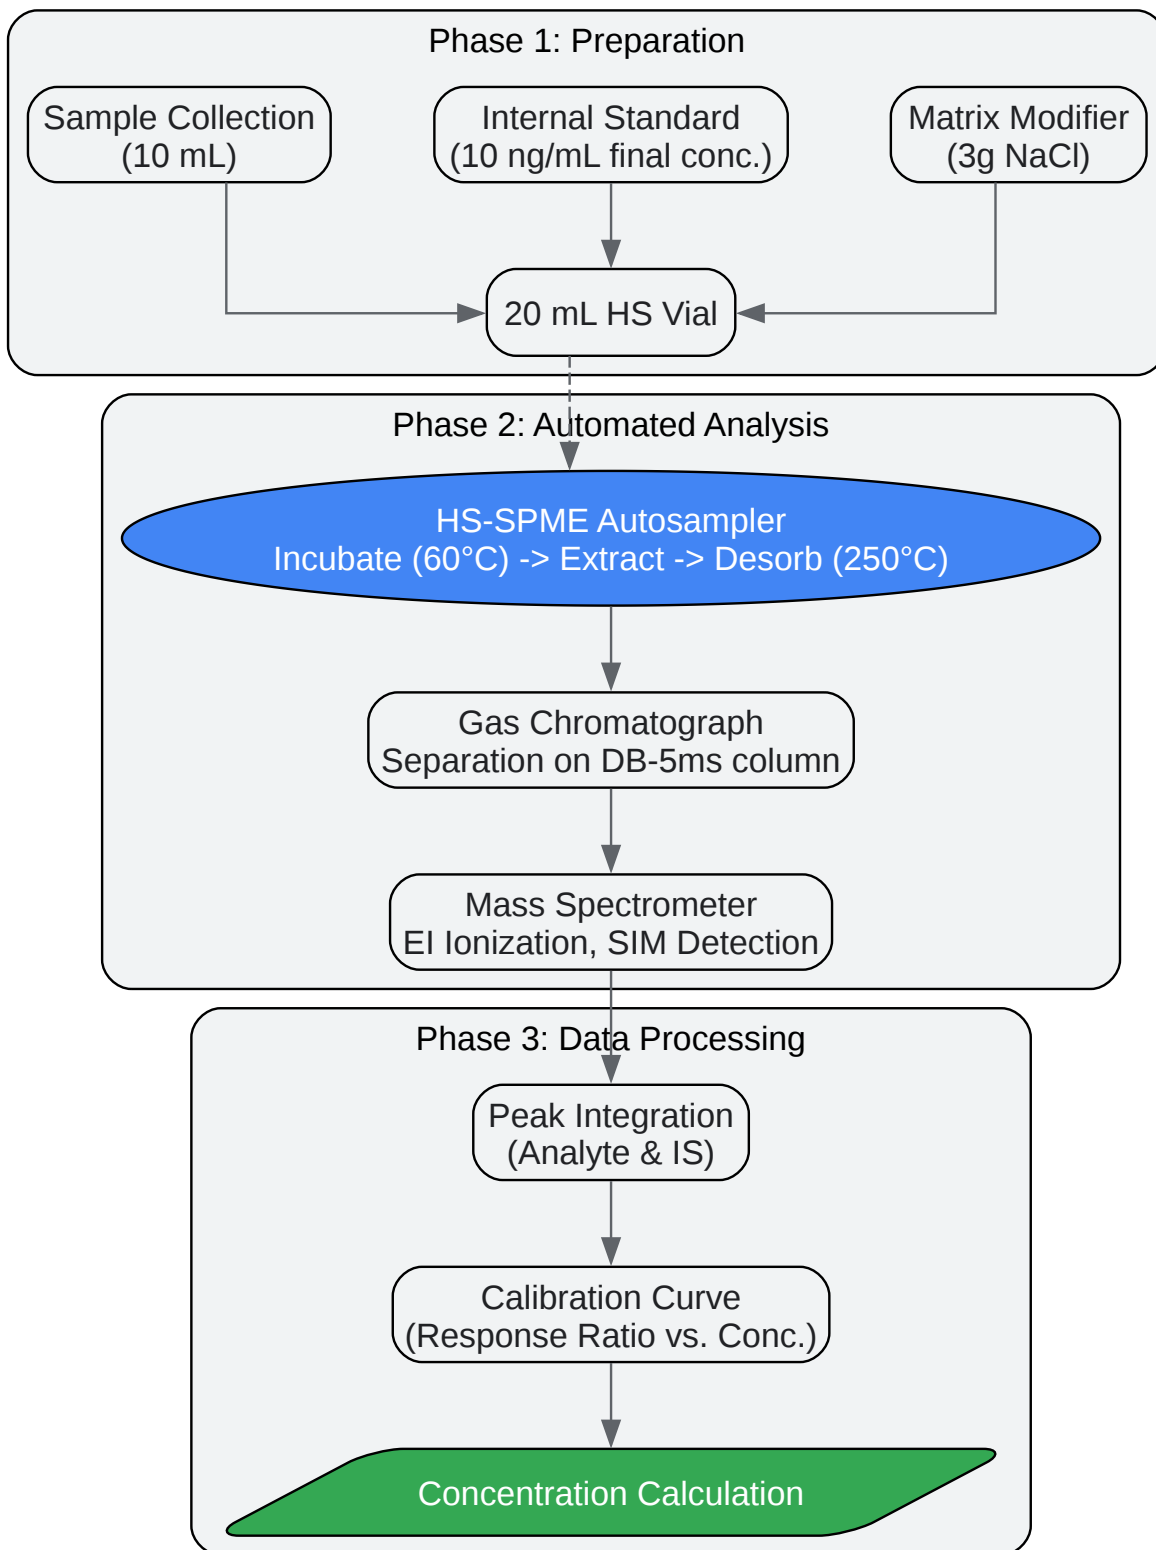 Phase 1: Preparation
Sample Collection
(10 mL)
Internal Standard
(10 ng/mL final conc.)
Matrix Modifier
(3g NaCl)
20 mL HS Vial
Phase 2: Automated Analysis
HS-SPME Autosampler
Incubate (60°C) -> Extract -> Desorb (250°C)
Gas Chromatograph
Separation on DB-5ms column
Mass Spectrometer
EI Ionization, SIM Detection
Phase 3: Data Processing
Peak Integration
(Analyte & IS)
Calibration Curve
(Response Ratio vs. Conc.)
Concentration Calculation